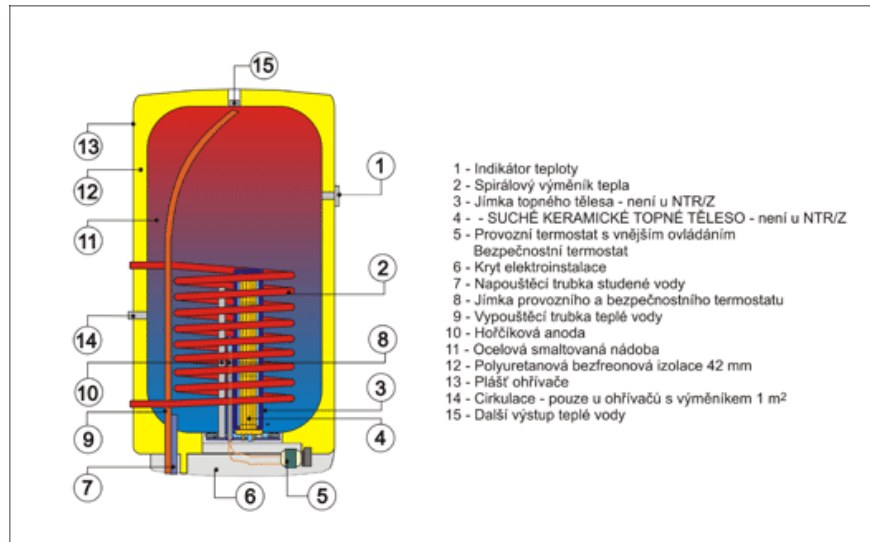 15
13
1
12
11
2
14
8
10
3
9
4
7
6
5
1 - Indikátor teploty
2 - Spirálový výměník tepla
3 - Jímka topného tělesa - není u NTR/Z
4 - - SUCHÉ KERAMICKÉ TOPNÉ TĚLESO - není u NTR/Z
5 - Provozní termostat s vnějším ovládáním
Bezpečnostní termostat
6 - Kryt elektroinstalace
7 - Napouštěcí trubka studené vody
8 - Jímka provozního a bezpečnostního termostatu
9 - Vypouštěcí trubka teplé vody
10 - Hořčíková anoda
11 - Ocelová smaltovaná nádoba
12 - Polyuretanová bezfreonová izolace 42 mm
13 - Plášť ohřívače
14 - Cirkulace - pouze u ohřívačů s výměníkem 1 m²
15 - Další výstup teplé vody